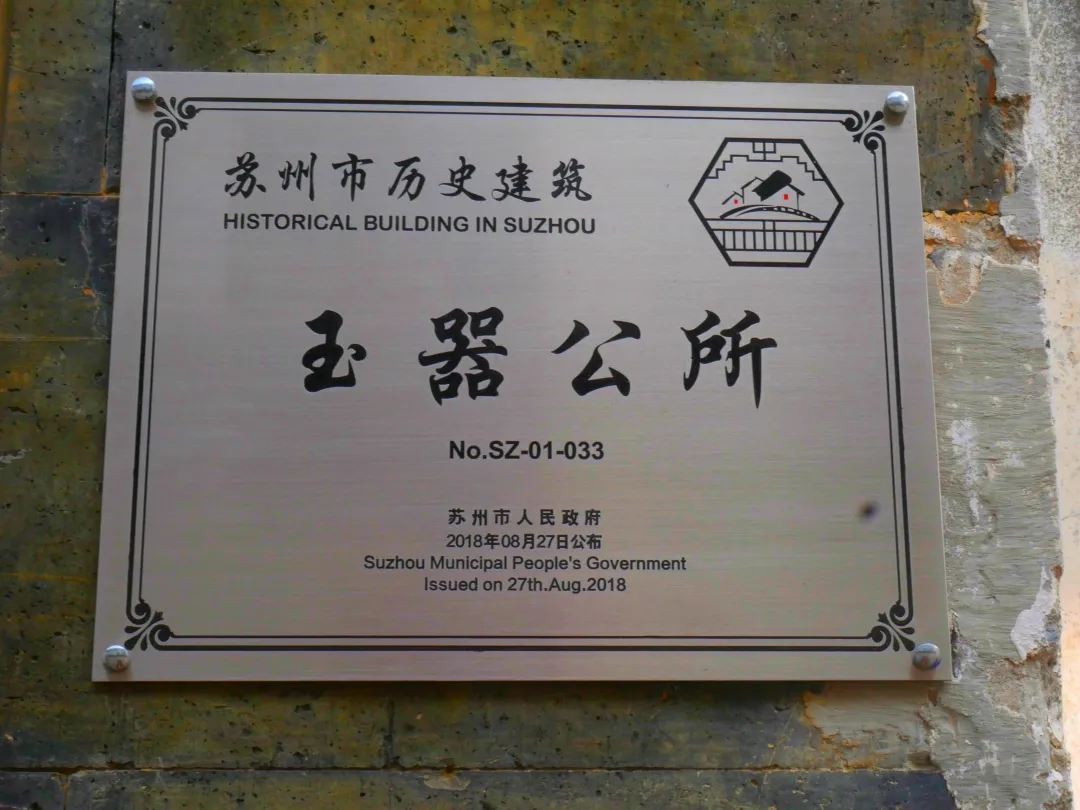 苏州市历史建筑
HISTORICAL BUILDING IN SUZHOU
玉器公所
No.SZ-01-033
苏州市人民政府
2018年08月27日公布
Suzhou Municipal People's Government
Issued on 27th.Aug.2018